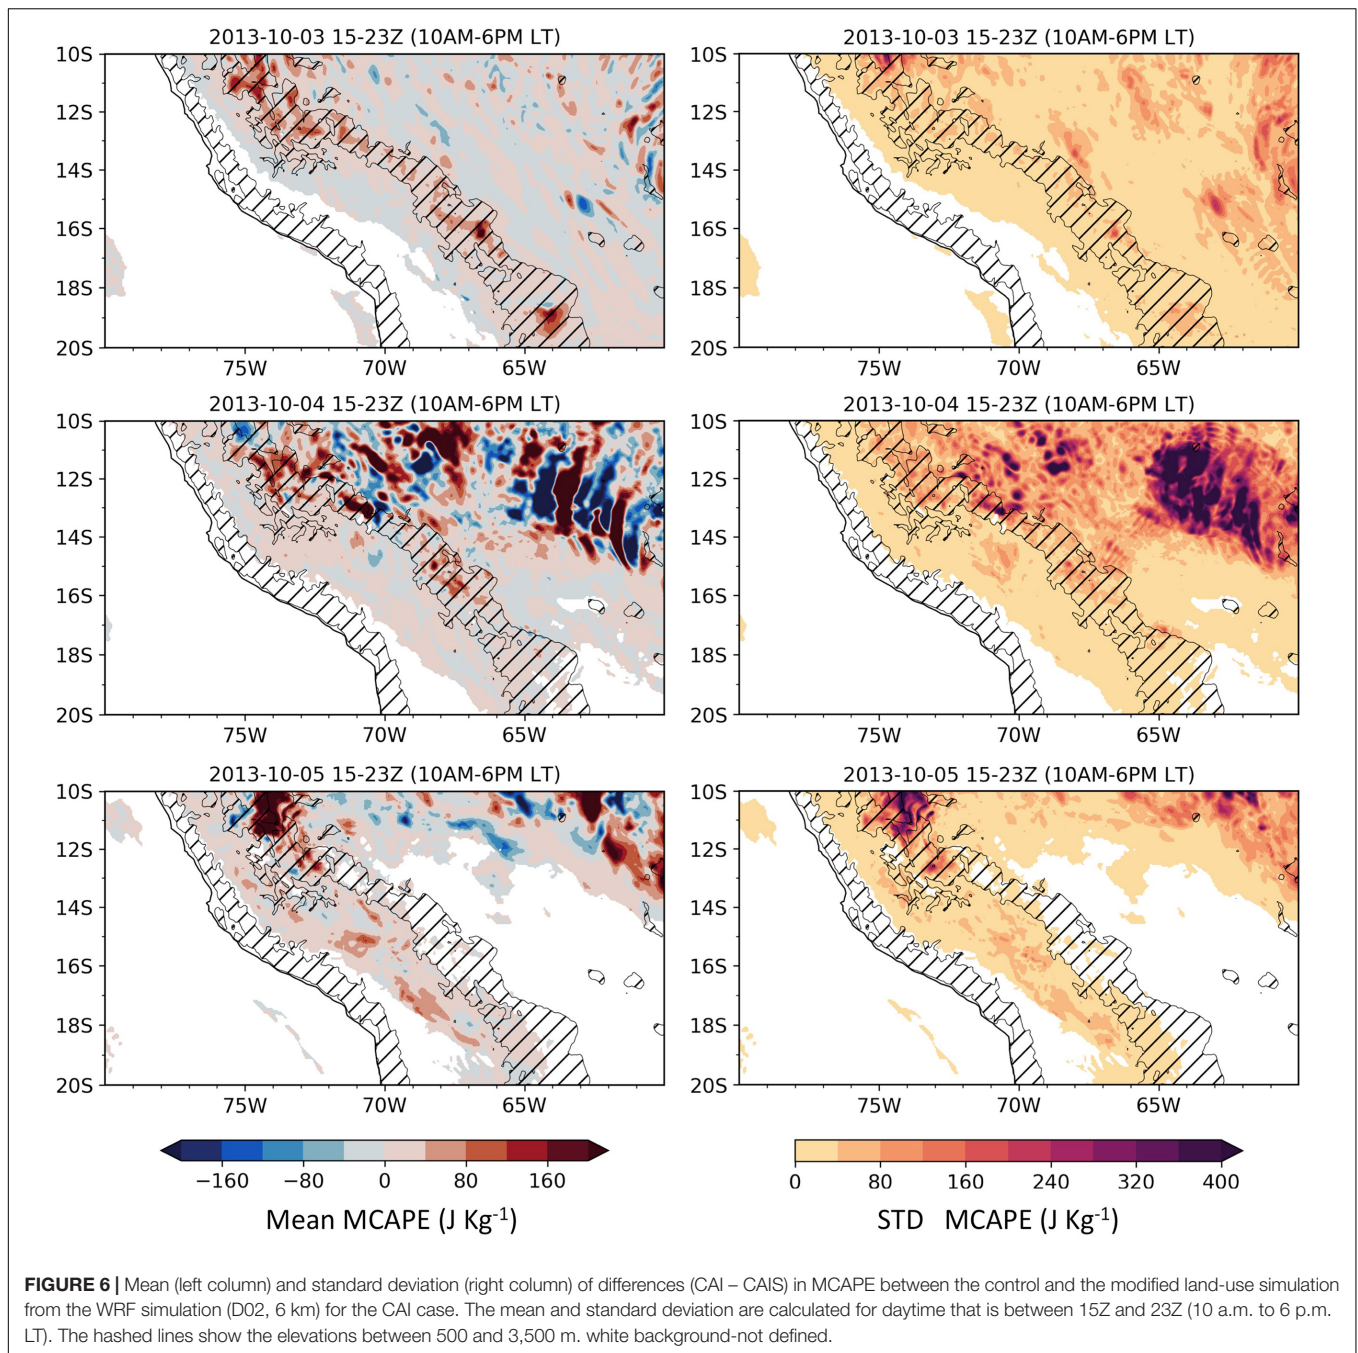 2013-10-03 15-23Z (10AM-6PM LT)
10S
12S
14S
16S
18S
20S
75W 70W 65W
2013-10-03 15-23Z (10AM-6PM LT)
10S
12S
14S
16S
18S
20S
75W 70W 65W
2013-10-04 15-23Z (10AM-6PM LT)
10S
12S
14S
16S
18S
20S
75W 70W 65W
2013-10-04 15-23Z (10AM-6PM LT)
10S
12S
14S
16S
18S
20S
75W 70W 65W
2013-10-05 15-23Z (10AM-6PM LT)
10S
12S
14S
16S
18S
20S
75W 70W 65W
2013-10-05 15-23Z (10AM-6PM LT)
10S
12S
14S
16S
18S
20S
75W 70W 65W
−160 −80 0 80 160
Mean MCAPE (J Kg⁻¹)
0 80 160 240 320 400
STD MCAPE (J Kg⁻¹)
FIGURE 6 | Mean (left column) and standard deviation (right column) of differences (CAI – CAIS) in MCAPE between the control and the modified land-use simulation
from the WRF simulation (D02, 6 km) for the CAI case. The mean and standard deviation are calculated for daytime that is between 15Z and 23Z (10 a.m. to 6 p.m.
LT). The hashed lines show the elevations between 500 and 3,500 m. white background-not defined.